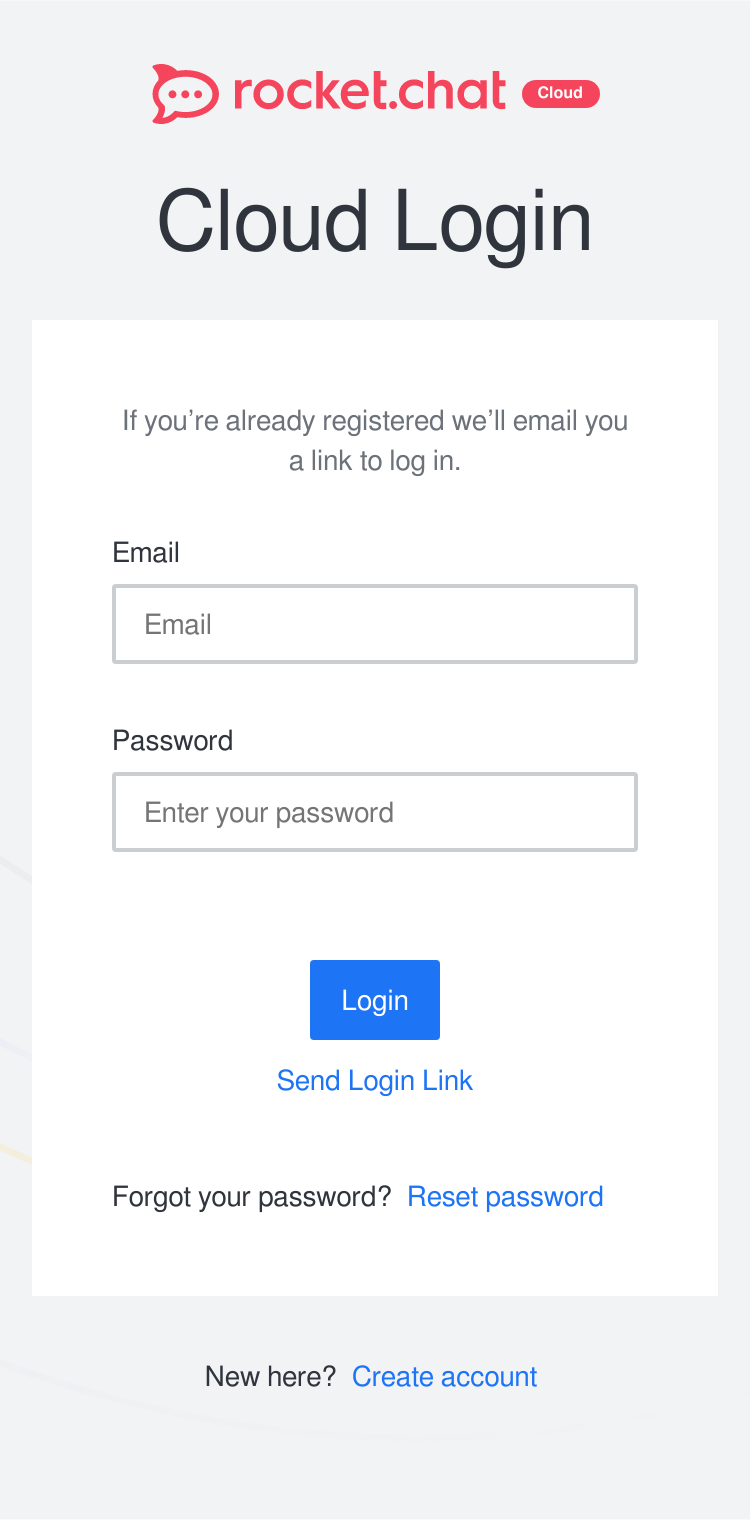 rocket.chat Cloud
Cloud Login
If you’re already registered we’ll email you
a link to log in.
Email
Email
Password
Enter your password
Login
Send Login Link
Forgot your password? Reset password
New here? Create account